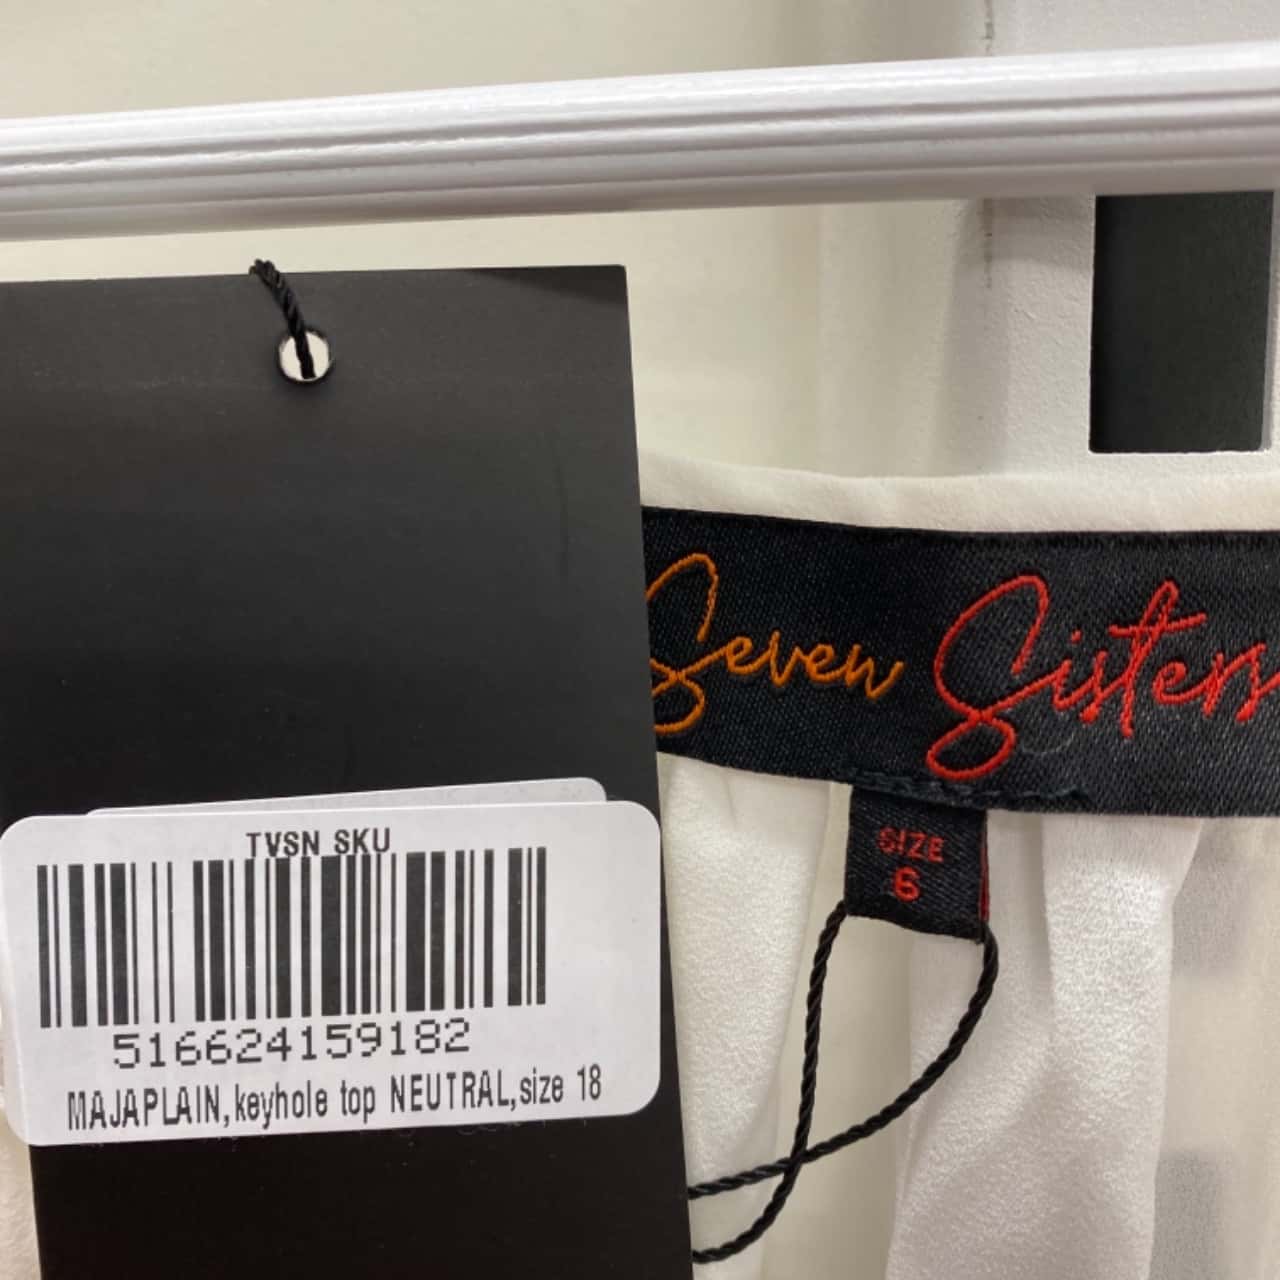 Seven Sisters
SIZE
6
TVSN SKU
516624159182
MAJAPLAIN,keyhole top NEUTRAL,size 18